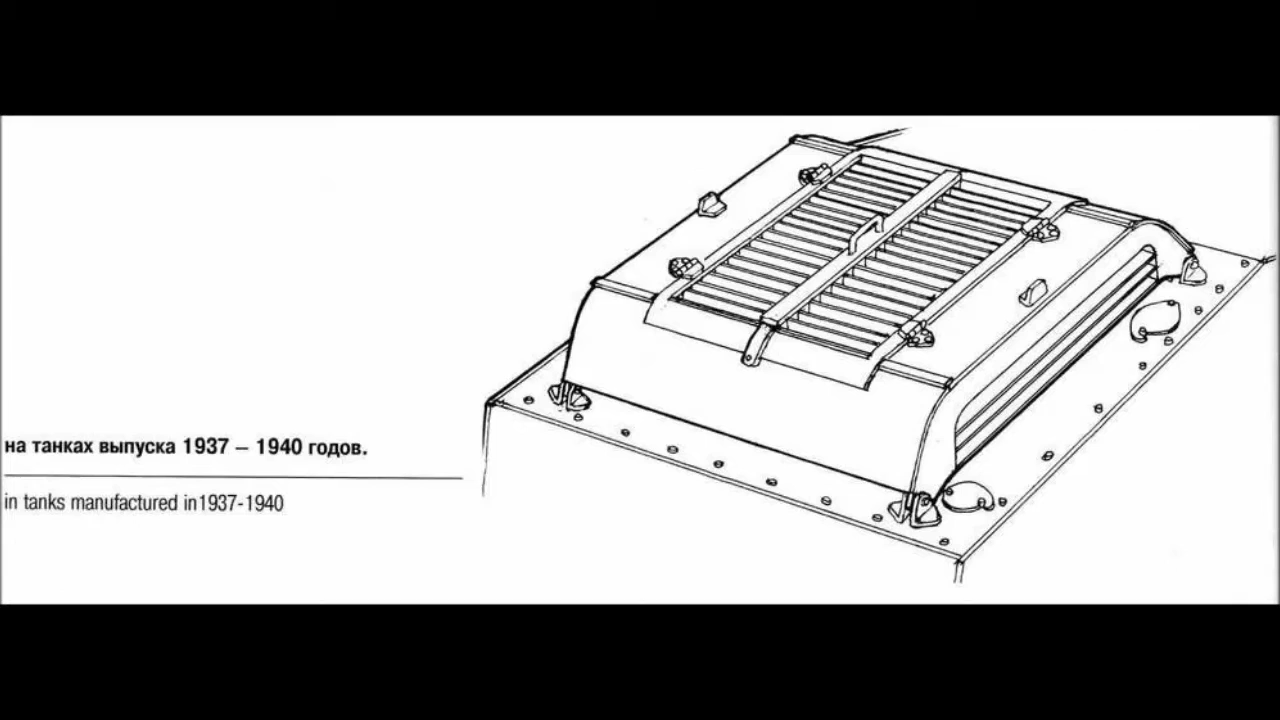 на танках выпуска 1937 – 1940 годов.
in tanks manufactured in1937-1940